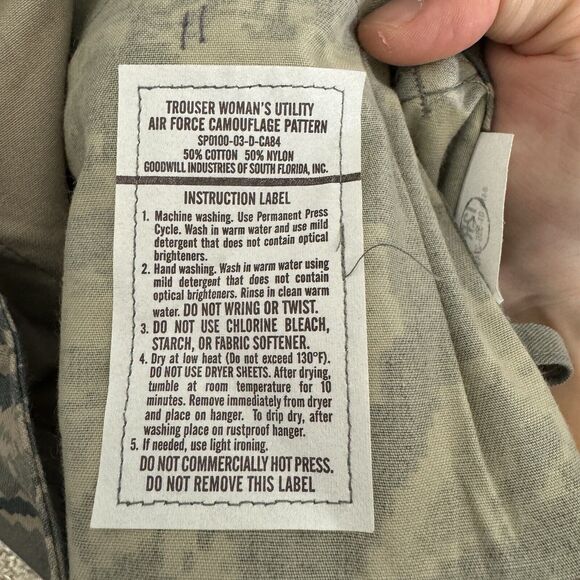 TROUSER WOMAN'S UTILITY
AIR FORCE CAMOUFLAGE PATTERN
SP0100-03-D-CA84
50% COTTON 50% NYLON
GOODWILL INDUSTRIES OF SOUTH FLORIDA, INC.
INSTRUCTION LABEL
1. Machine washing. Use Permanent Press
Cycle. Wash in warm water and use mild
detergent that does not contain optical
brighteners.
2. Hand washing. Wash in warm water using
mild detergent that does not contain
optical brighteners. Rinse in clean warm
water. DO NOT WRING OR TWIST.
3. DO NOT USE CHLORINE BLEACH,
STARCH, OR FABRIC SOFTENER.
4. Dry at low heat (Do not exceed 130°F).
DO NOT USE DRYER SHEETS. After drying,
tumble at room temperature for 10
minutes. Remove immediately from dryer
and place on hanger. To drip dry, after
washing place on rustproof hanger.
5. If needed, use light ironing.
DO NOT COMMERCIALLY HOT PRESS.
DO NOT REMOVE THIS LABEL